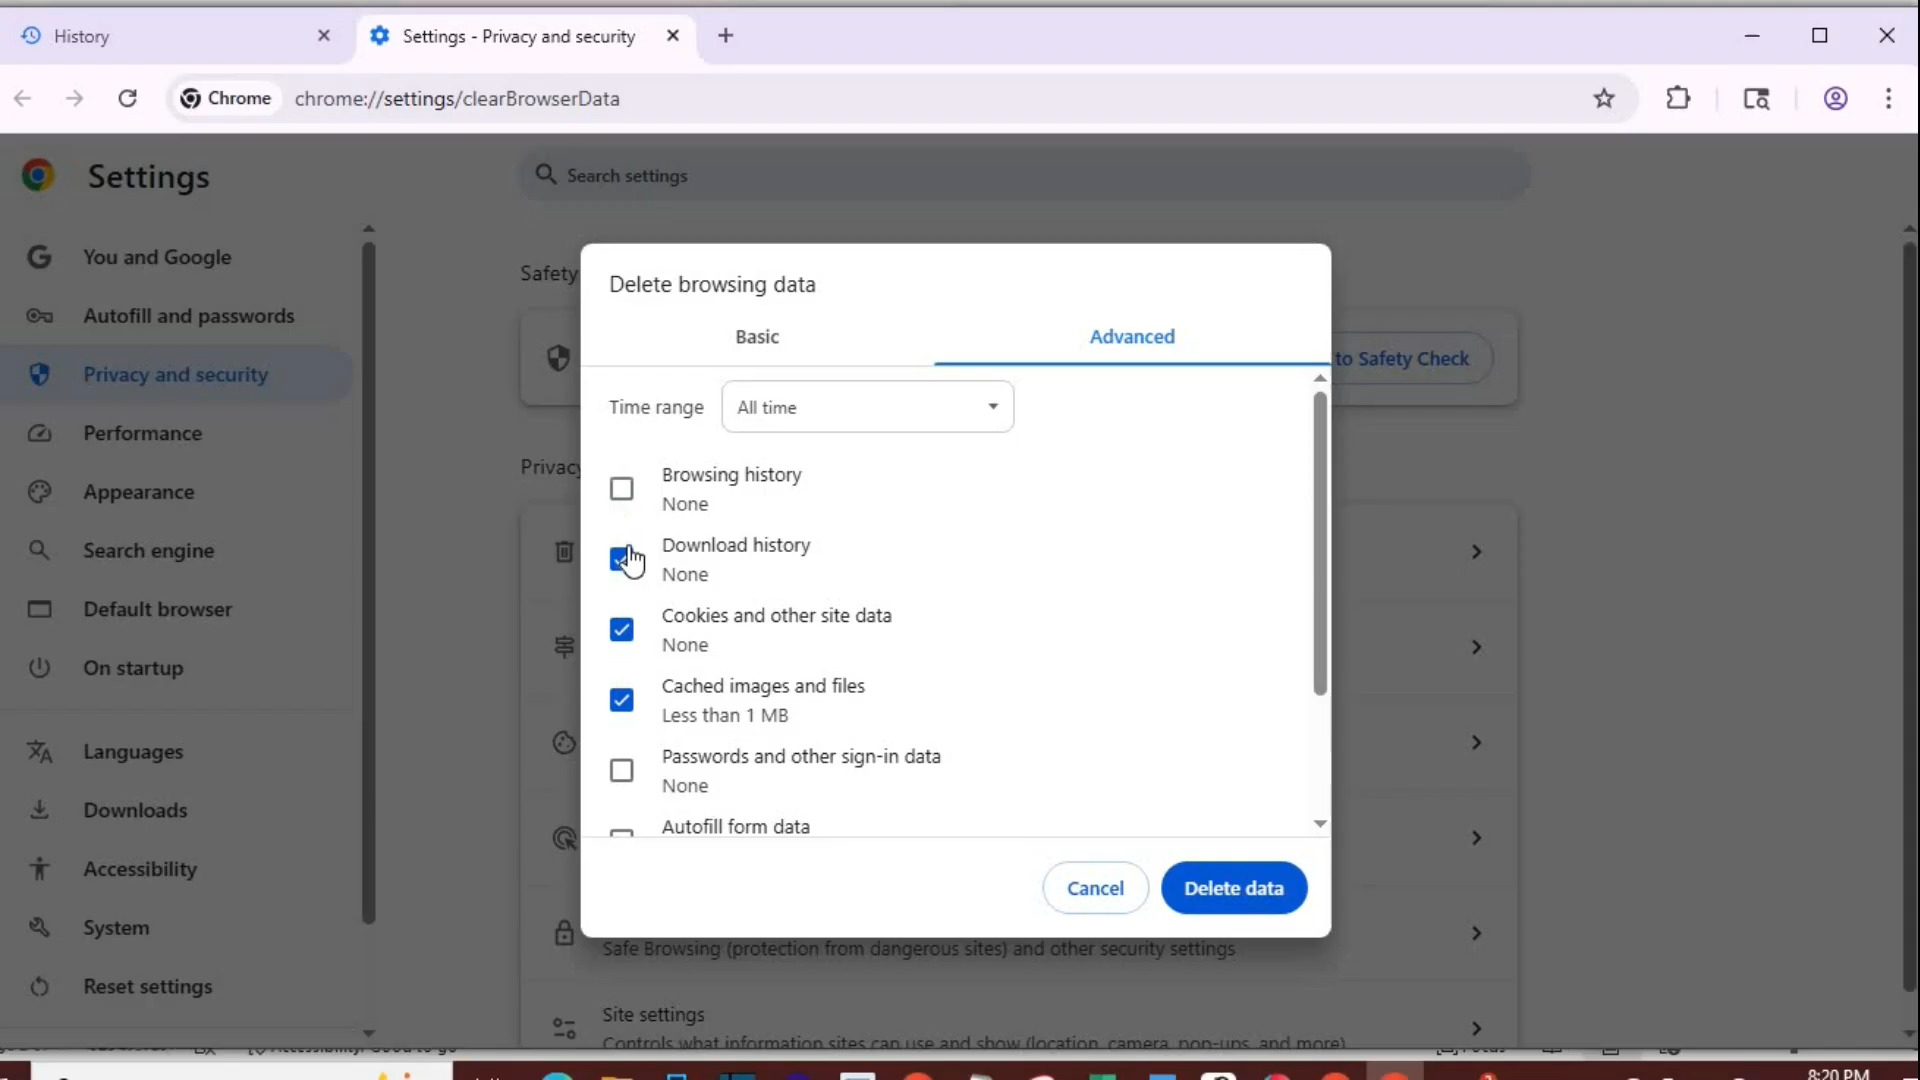 History
Settings - Privacy and security
Chrome
chrome://settings/clearBrowserData
Settings
Search settings
You and Google
Autofill and passwords
Privacy and security
Performance
Appearance
Search engine
Default browser
On startup
Languages
Downloads
Accessibility
System
Reset settings
Safety
to Safety Check
Privacy
Delete browsing data
Basic
Advanced
Time range
All time
Browsing history
None
Download history
None
Cookies and other site data
None
Cached images and files
Less than 1 MB
Passwords and other sign-in data
None
Autofill form data
Cancel
Delete data
Safe Browsing (protection from dangerous sites) and other security settings
Site settings
Controls what information sites can use and show (location, camera, pop-ups, and more)
8:20 PM